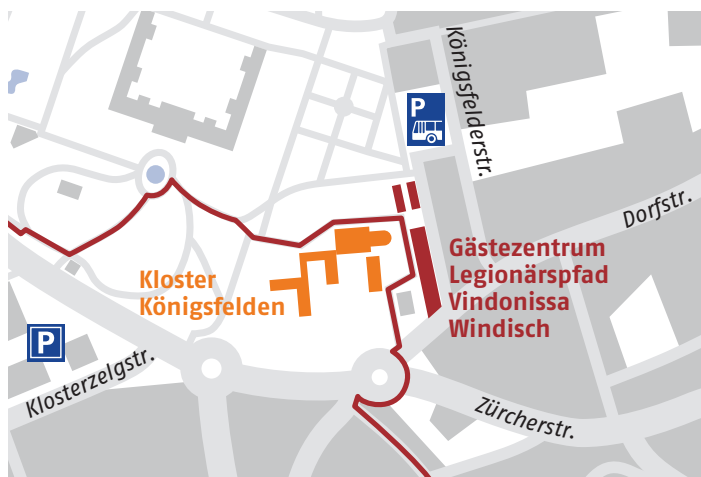 Königsfelderstr.
P
Dorfstr.
Gästezentrum
Legionärspfad
Vindonissa
Windisch
Kloster
Königsfelden
P
Klosterzelgstr.
Zürcherstr.